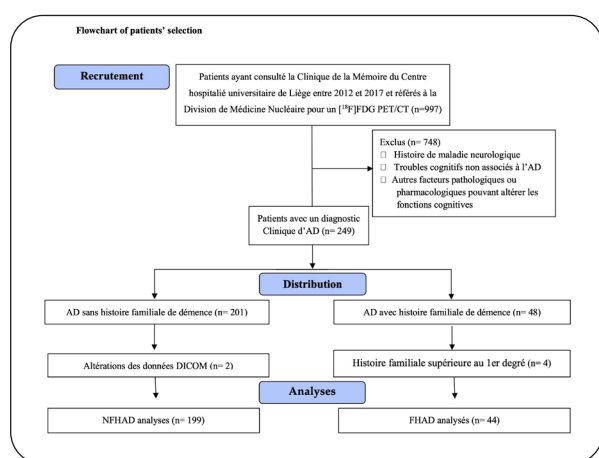 Flowchart of patients' selection
Recrutement
Patients ayant consulté la Clinique de la Mémoire du Centre
hospitalié universitaire de Liège entre 2012 et 2017 et référés à la
Division de Médicine Nucléaire pour un [¹⁸F]FDG PET/CT (n=997)
Exclus (n= 748)
□ Histoire de maladie neurologique
□ Troubles cognitifs non associés à l'AD
□ Autres facteurs pathologiques ou
pharmacologiques pouvant altérer les
fonctions cognitives
Patients avec un diagnostic
Clinique d'AD (n= 249)
Distribution
AD sans histoire familiale de démence (n= 201)
AD avec histoire familiale de démence (n= 48)
Altérations des données DICOM (n= 2)
Histoire familiale supérieure au 1er degré (n= 4)
Analyses
NFHAD analyses (n= 199)
FHAD analysés (n= 44)